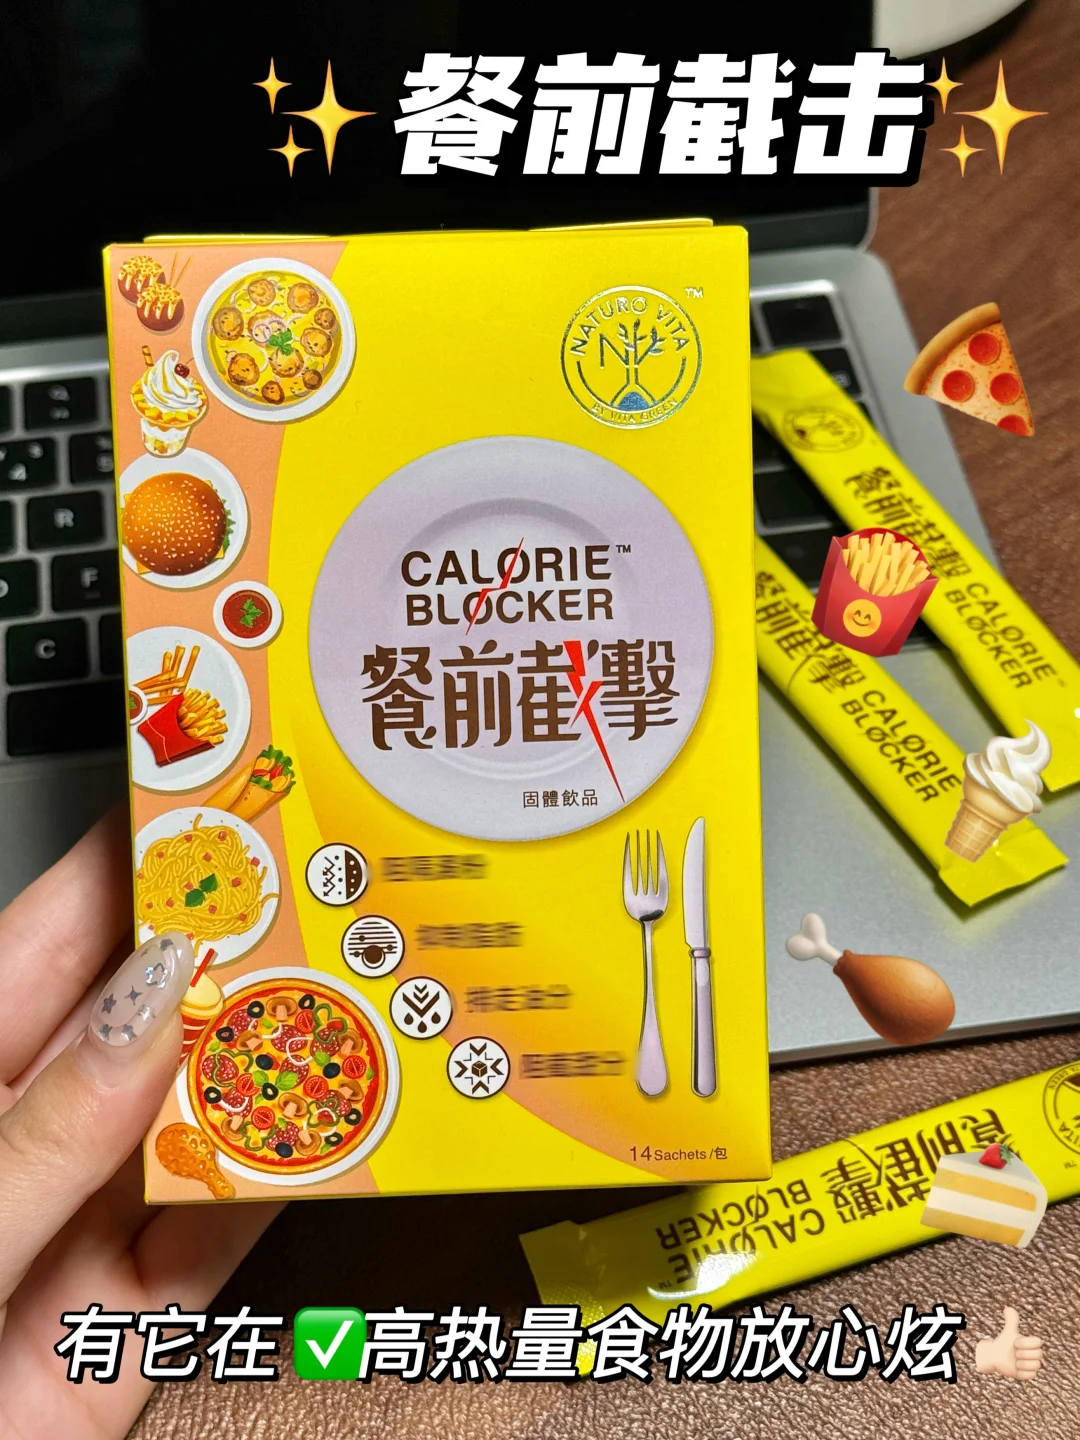 餐前截击
NATURO VITA
TM
BY VITA GREEN
CALORIE™
BLOCKER
餐前截擊
固體飲品
14 Sachets /包
餐前截擊 CALORIE
BLOCKER
餐前截擊 CALORIE
BLOCKER
餐前截擊 CALORIE™
BLOCKER
有它在✅高热量食物放心炫👍🏻